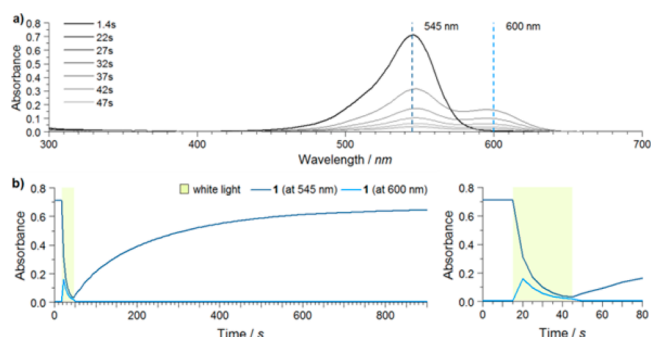 a)
0.8
0.7
0.6
0.5
0.4
0.3
0.2
0.1
0.0
Absorbance
1.4s
22s
27s
32s
37s
42s
47s
545 nm
600 nm
300
400
500
600
700
Wavelength / nm
b)
0.8
0.6
0.4
0.2
0.0
Absorbance
white light
1 (at 545 nm)
1 (at 600 nm)
0
200
400
600
800
Time / s
0.8
0.6
0.4
0.2
0.0
Absorbance
0
20
40
60
80
Time / s